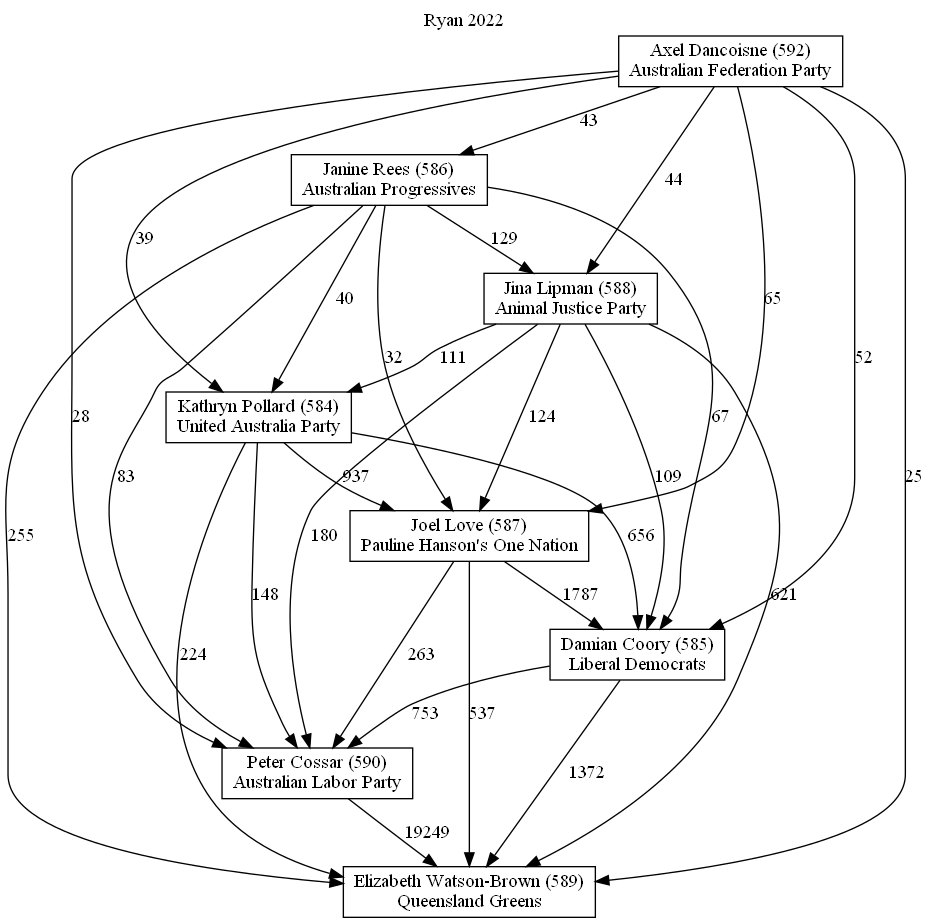 Ryan 2022
Axel Dancoisne (592)
Australian Federation Party
43
Janine Rees (586)
Australian Progressives
44
39
129
Jina Lipman (588)
Animal Justice Party
40
65
32
111
52
Kathryn Pollard (584)
United Australia Party
28
124
67
83
937
109
25
Joel Love (587)
Pauline Hanson's One Nation
255
180
656
148
1787
621
Damian Coory (585)
Liberal Democrats
224
263
753
537
Peter Cossar (590)
Australian Labor Party
1372
19249
Elizabeth Watson-Brown (589)
Queensland Greens